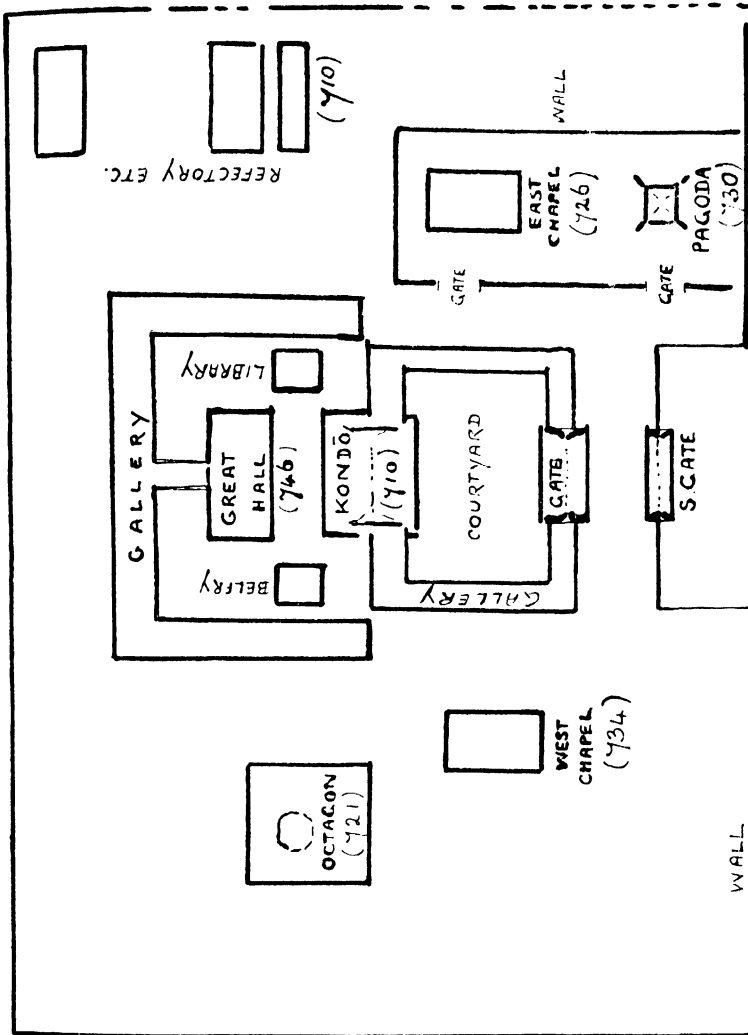 REFECTORY ETC.
(710)
WALL
EAST
CHAPEL
(726)
PAGODA
(730)
GATE
GATE
GALLERY
LIBRARY
GREAT
HALL
(746)
BELFRY
KONDŌ
(710)
COURTYARD
GATE
S. GATE
GALLERY
OCTAGON
(721)
WEST
CHAPEL
(734)
WALL